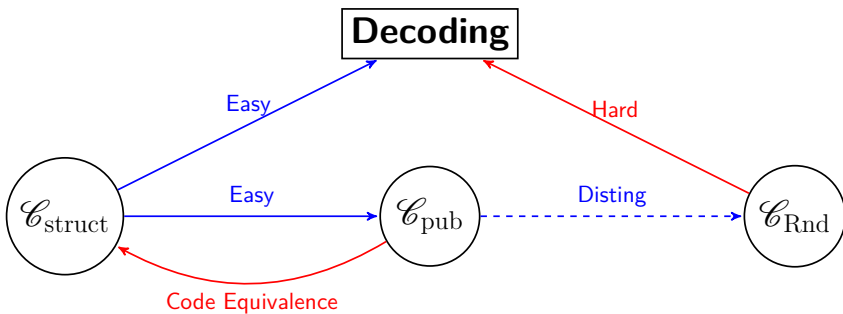 Decoding
Easy
Hard
Easy
Disting
𝒞struct
𝒞pub
𝒞Rnd
Code Equivalence